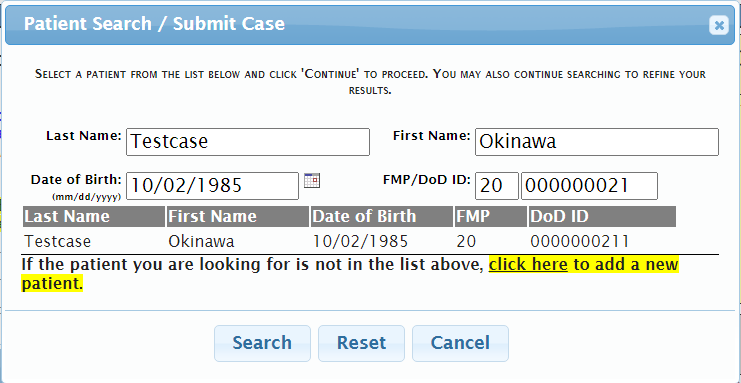 Patient Search / Submit Case
Select a patient from the list below and click 'Continue' to proceed. You may also continue searching to refine your
results.
Last Name: Testcase First Name: Okinawa
Date of Birth: 10/02/1985 FMP/DoD ID: 20 000000021
(mm/dd/yyyy)
Last Name First Name Date of Birth FMP DoD ID
Testcase Okinawa 10/02/1985 20 0000000211
If the patient you are looking for is not in the list above, click here to add a new
patient.
Search Reset Cancel